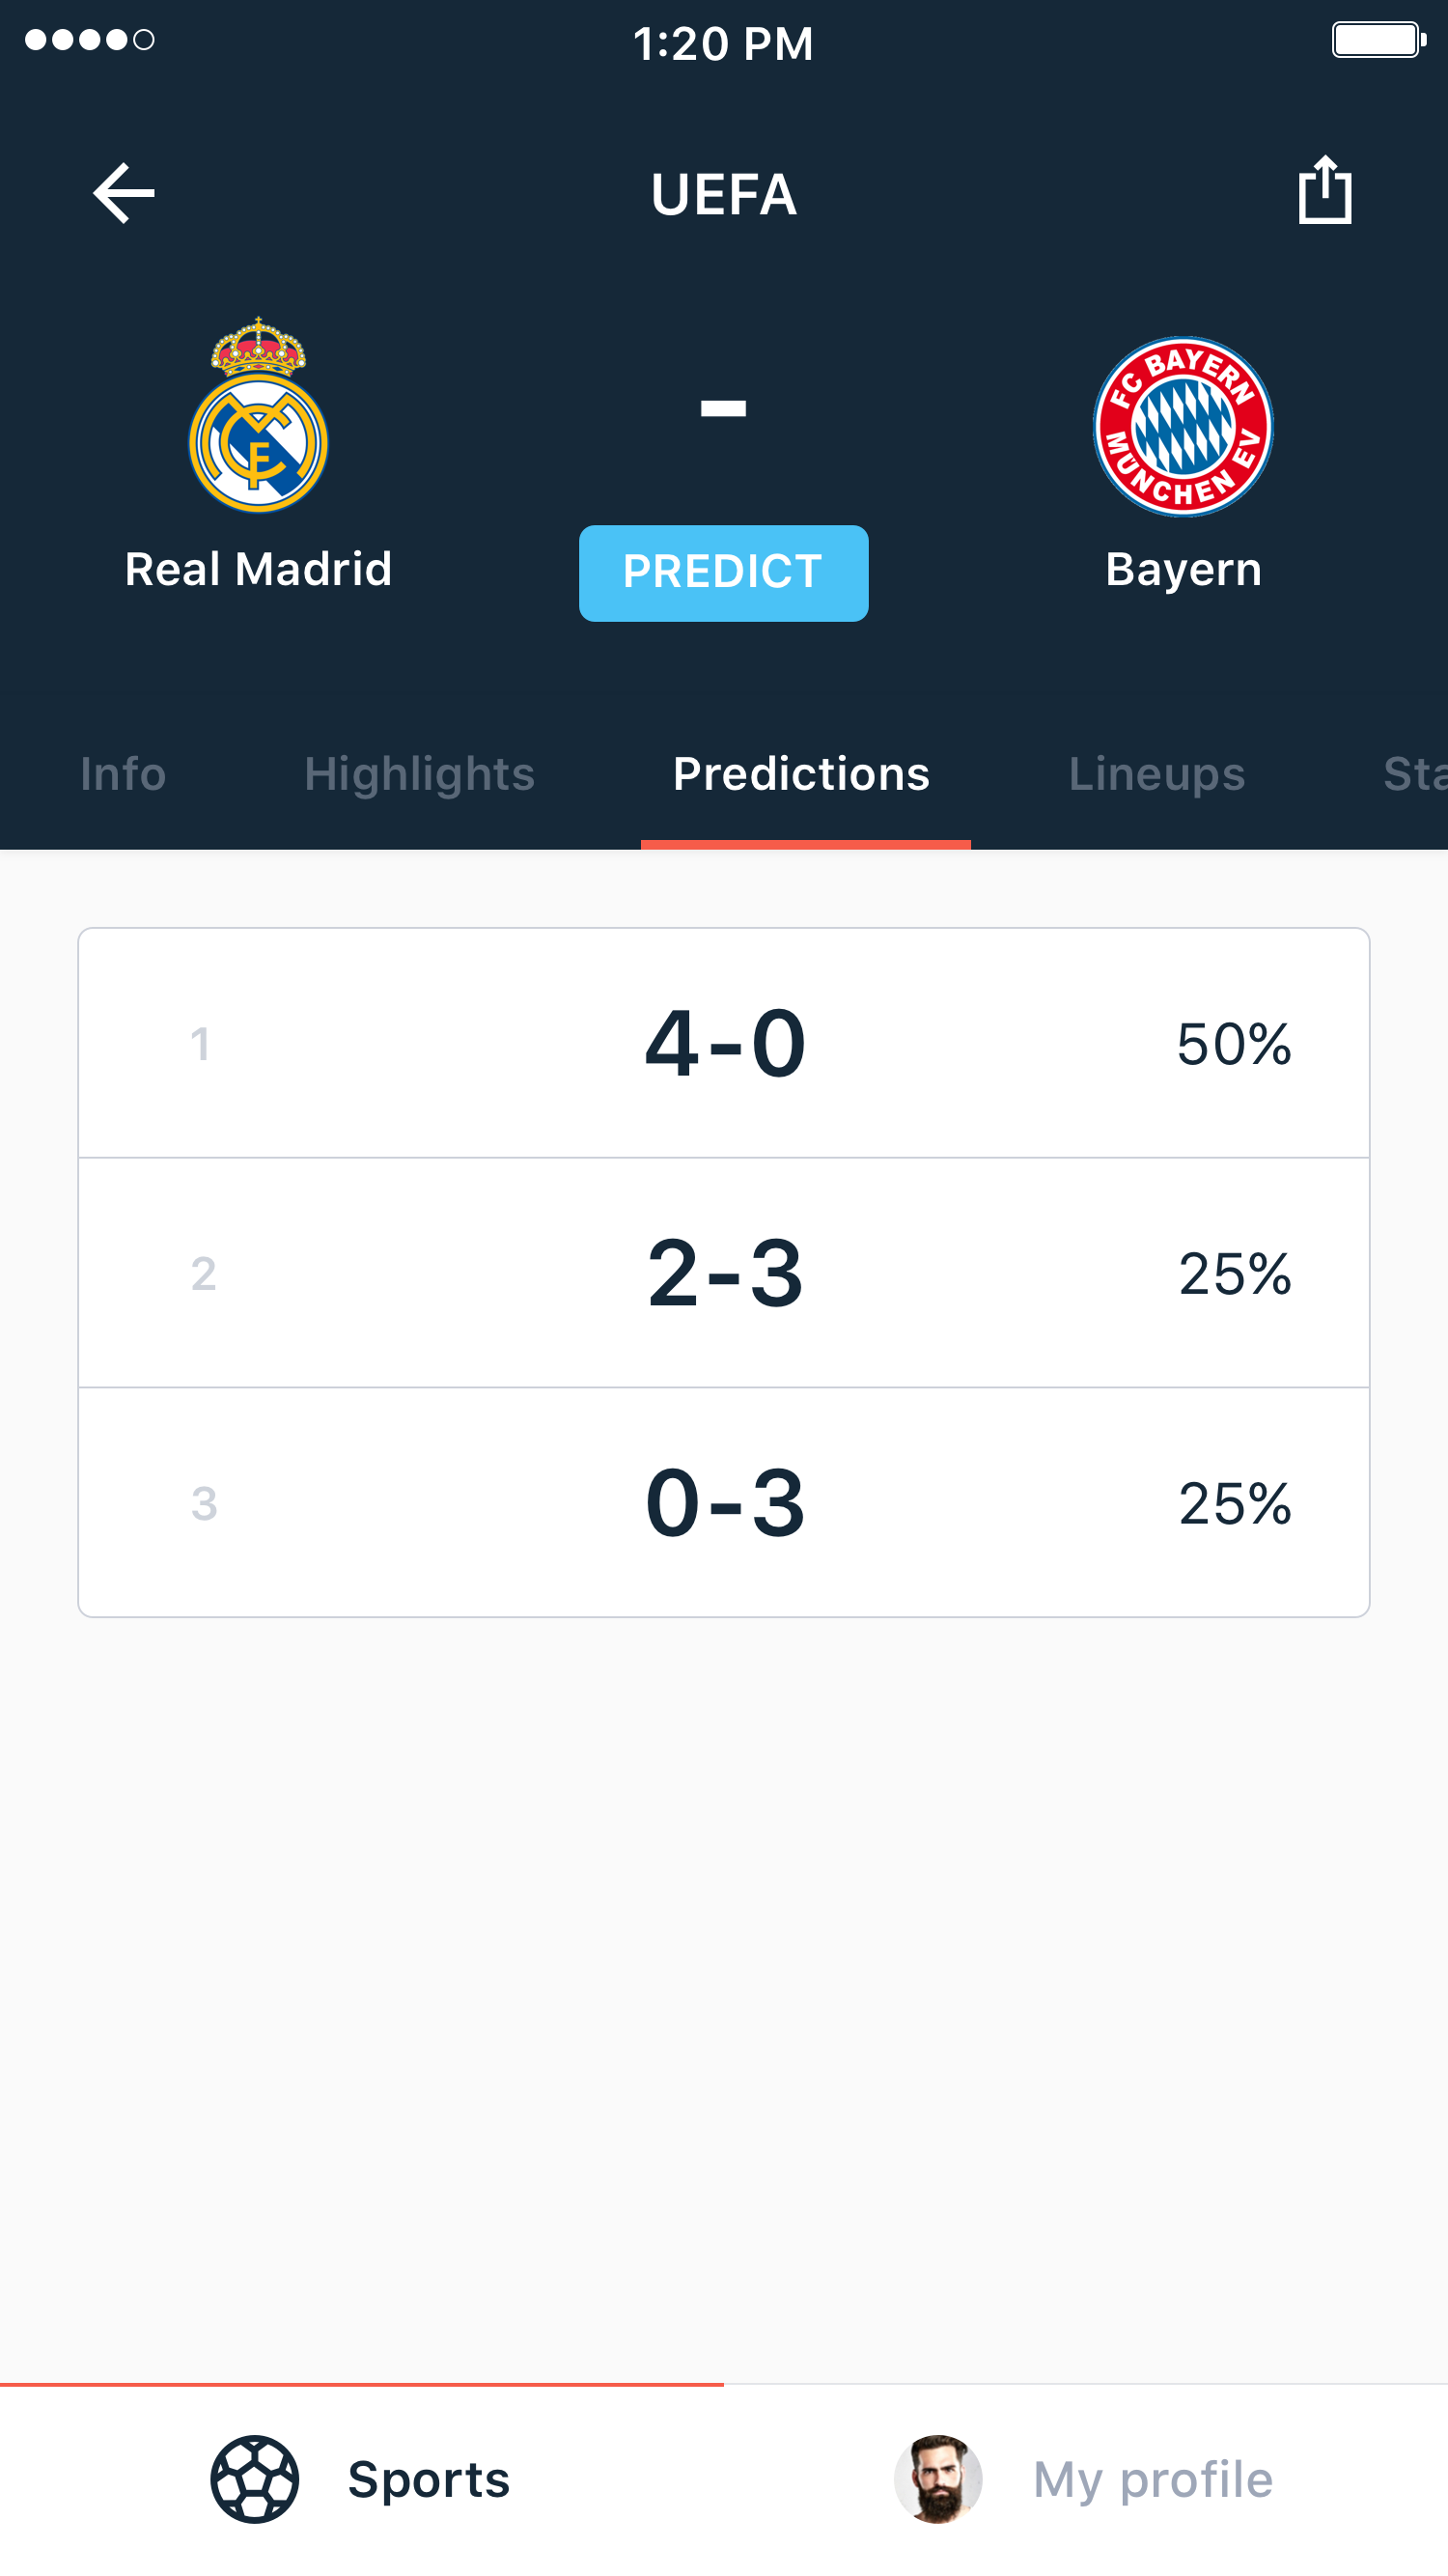 1:20 PM
UEFA
FC BAYERN
MÜNCHEN EV
-
Real Madrid
PREDICT
Bayern
Info Highlights Predictions Lineups Sta
1 4-0 50%
2 2-3 25%
3 0-3 25%
Sports My profile